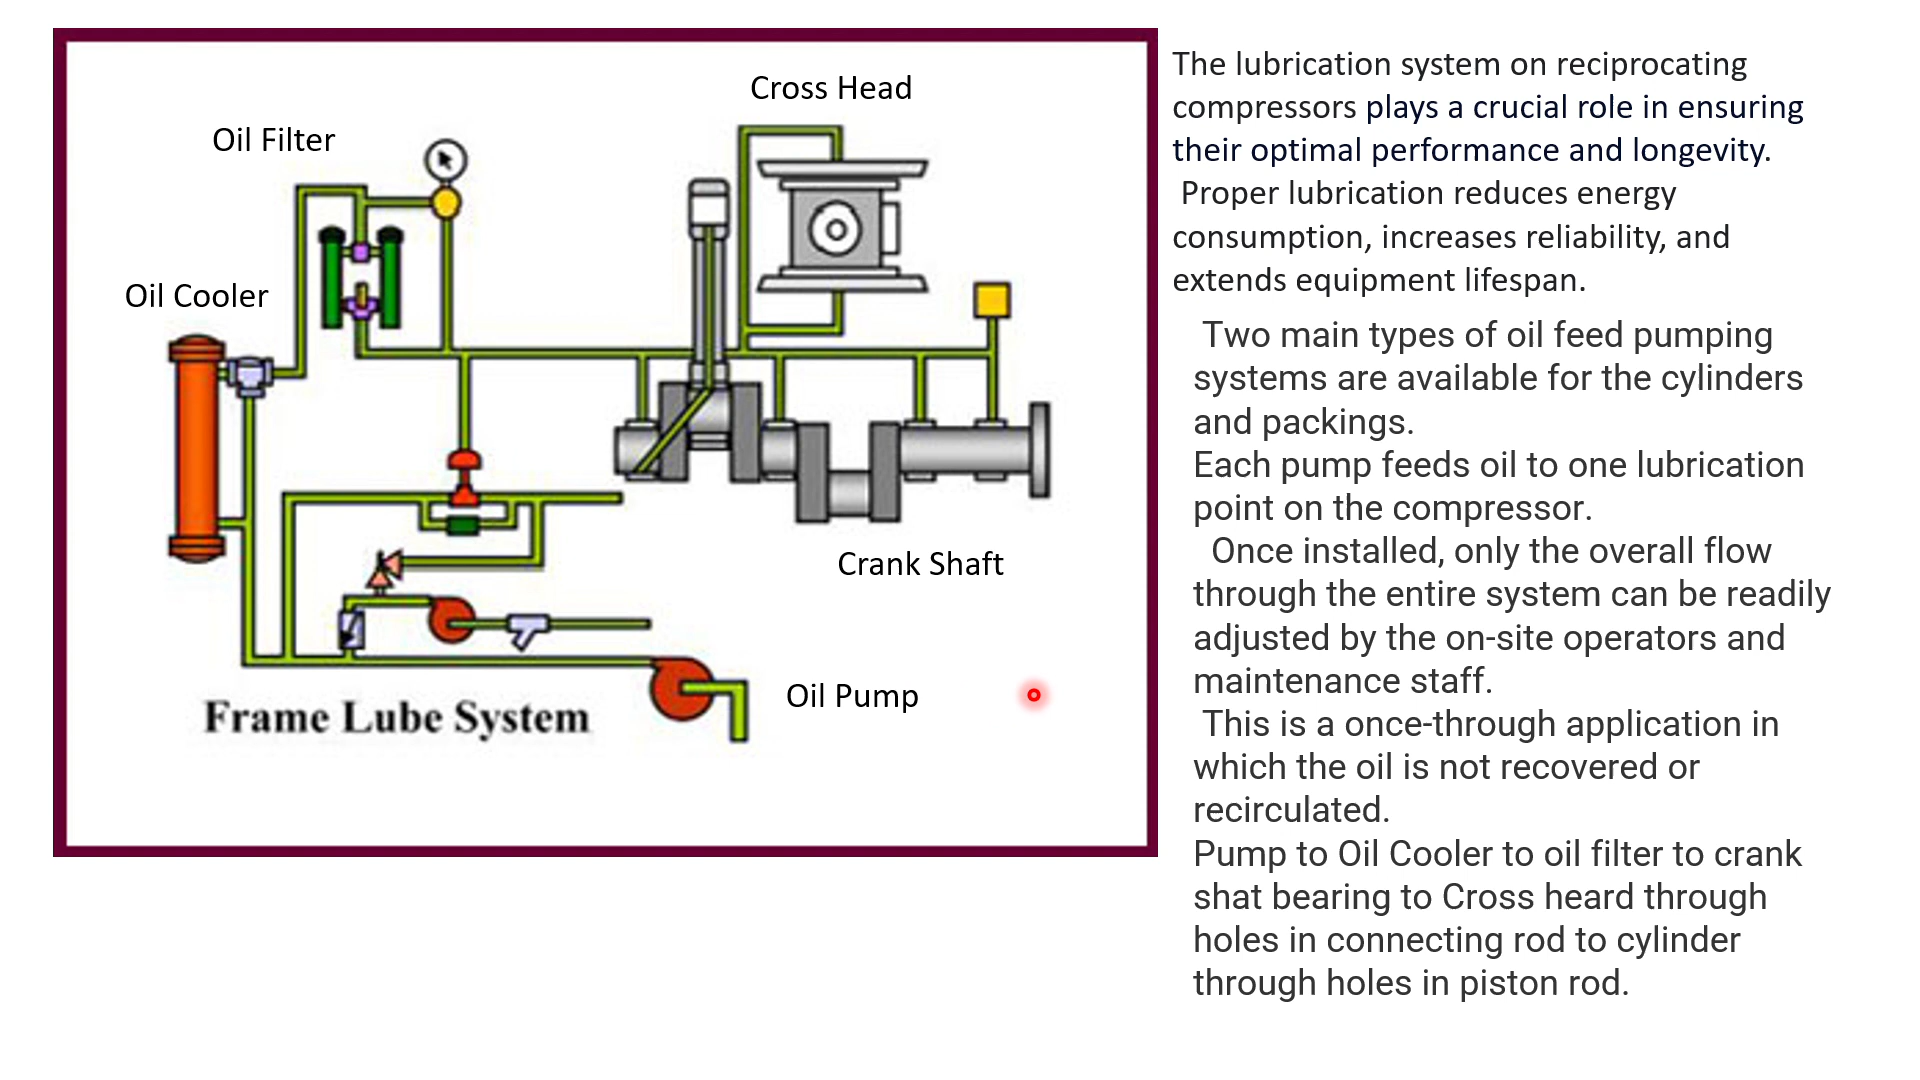 Cross Head
Oil Filter
Oil Cooler
Crank Shaft
Oil Pump
Frame Lube System
The lubrication system on reciprocating
compressors plays a crucial role in ensuring
their optimal performance and longevity.
Proper lubrication reduces energy
consumption, increases reliability, and
extends equipment lifespan.
Two main types of oil feed pumping
systems are available for the cylinders
and packings.
Each pump feeds oil to one lubrication
point on the compressor.
Once installed, only the overall flow
through the entire system can be readily
adjusted by the on-site operators and
maintenance staff.
This is a once-through application in
which the oil is not recovered or
recirculated.
Pump to Oil Cooler to oil filter to crank
shat bearing to Cross heard through
holes in connecting rod to cylinder
through holes in piston rod.